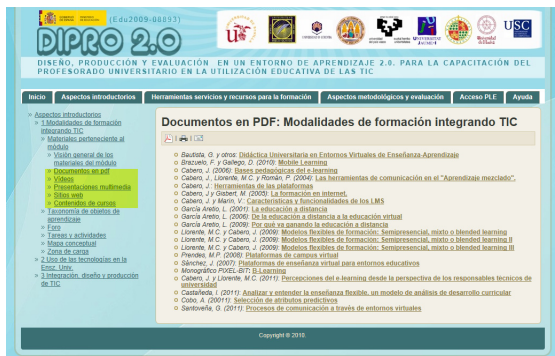 (Edu2009-08893)
DIPRO 2.0
DISEÑO, PRODUCCIÓN Y EVALUACIÓN EN UN ENTORNO DE APRENDIZAJE 2.0. PARA LA CAPACITACIÓN DEL
PROFESORADO UNIVERSITARIO EN LA UTILIZACIÓN EDUCATIVA DE LAS TIC
USC
Inicio Aspectos introductorios Herramientas servicios y recursos para la formación Aspectos metodológicos y evaluación Acceso PLE Ayuda
» Aspectos introductorios
» 1 Modalidades de formación
integrando TIC
» Materiales perteneciente al
módulo
» Visión general de los
materiales del módulo
» Documentos en pdf
» Vídeos
» Presentaciones multimedia
» Sitios web
» Contenidos de cursos
» Taxonomía de objetos de
aprendizaje
» Foro
» Tareas y actividades
» Mapa conceptual
» Zona de carga
» 2 Uso de las tecnologías en la
Enniz. Univ.
» 3 Integración, diseño y producción
de TIC
Documentos en PDF: Modalidades de formación integrando TIC
Bautista, G. y otros: Didáctica Universitaria en Entornos Virtuales de Enseñanza-Aprendizaje
Brazuelo, F. y Gallego, D. (2010): Mobile Learning
Cabero, J. (2006): Bases pedagógicas del e-learning
Cabero, J., Llorente, M.C. y Román, P. (2004): Las herramientas de comunicación en el "Aprendizaje mezclado".
Cabero, J.: Herramientas de las plataformas
Cabero, J y Gisbert, M. (2005): La formación en internet.
Cabero, J. y Marin, V.: Características y funcionalidades de los LMS
García Aretio, L. (2001): La educación a distancia
García Aretio, L. (2006): De la educación a distancia a la educación virtual
García Aretio, L. (2009): Por qué va ganando la educación a distancia
Llorente, M.C. y Cabero, J. (2009): Modelos flexibles de formación: Semipresencial, mixto o blended learning
Llorente, M.C. y Cabero, J. (2009): Modelos flexibles de formación: Semipresencial, mixto o blended learning II
Llorente, M.C. y Cabero, J. (2009): Modelos flexibles de formación: Semipresencial, mixto o blended learning III
Prendes, M.P. (2008): Plataformas de campus virtual
Sánchez, J. (2007): Plataformas de enseñanza virtual para entornos educativos
Monográfico PIXEL-BIT: B-Learning
Cabero, J. y Llorente, M.C. (2011): Percepciones del e-learning desde la perspectiva de los responsables técnicos de
universidad
Castañeda, l. (2011): Analizar y entender la enseñanza flexible, un modelo de análisis de desarrollo curricular
Cobo, A. (20011): Selección de atributos predictivos
Santoveña, G. (2011): Procesos de comunicación a través de entornos virtuales
Copyright © 2010.